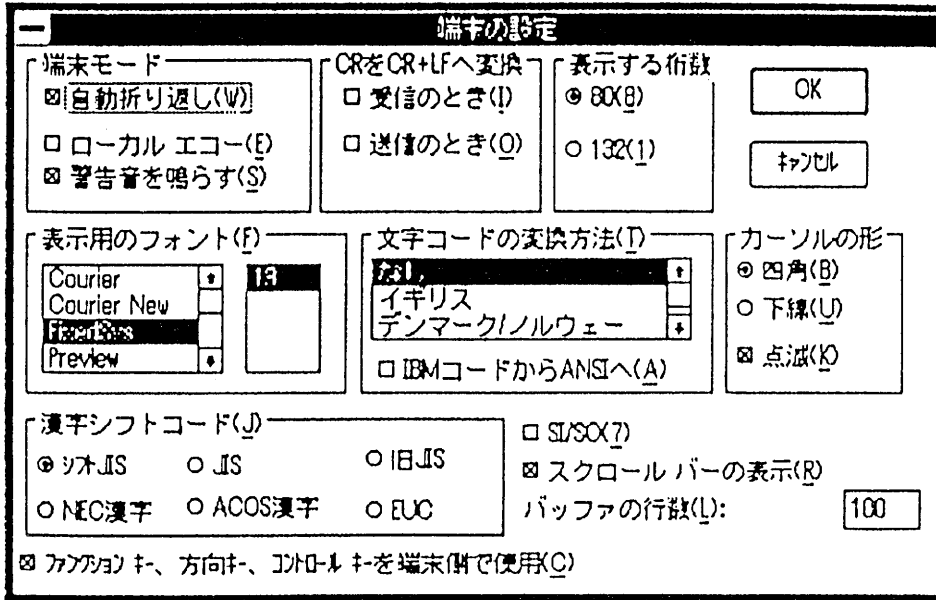 端末の設定
端末モード
自動折り返し(W)
ローカル エコー(E)
警告音を鳴らす(S)
CRをCR+LFへ変換
受信のとき(I)
送信のとき(O)
表示する桁数
80(8)
132(1)
OK
キャンセル
表示用のフォント(F)
Courier
Courier New
FixedSys
Preview
13
文字コードの変換方法(T)
なし
イギリス
デンマーク/ノルウェー
IBMコードからANSIへ(A)
カーソルの形
四角(B)
下線(U)
点滅(K)
漢字シフトコード(J)
シフトJIS
JIS
旧JIS
NEC漢字
ACOS漢字
EUC
SI/SO(7)
スクロール バーの表示(R)
バッファの行数(L):
100
ファンクション キー、方向キー、コントロール キーを端末側で使用(C)